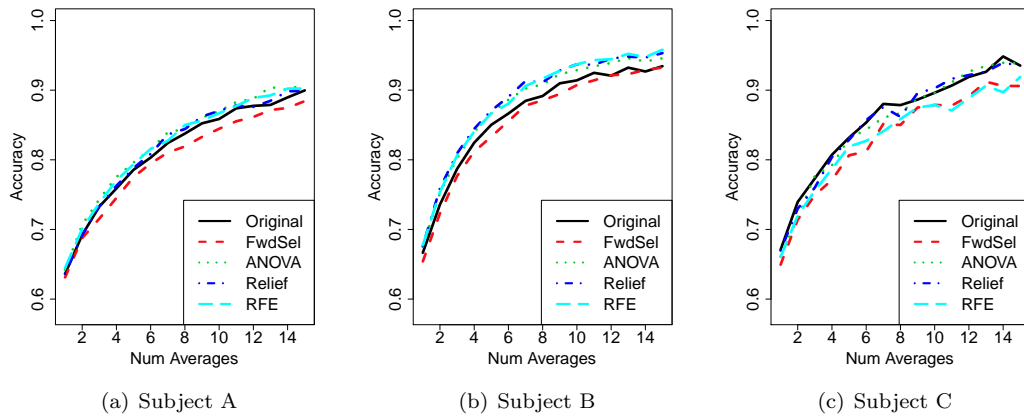 1.0
0.9
0.8
0.7
0.6
Accuracy
Original
FwdSel
ANOVA
Relief
RFE
2 4 6 8 10 12 14
Num Averages
(a) Subject A
1.0
0.9
0.8
0.7
0.6
Accuracy
Original
FwdSel
ANOVA
Relief
RFE
2 4 6 8 10 12 14
Num Averages
(b) Subject B
1.0
0.9
0.8
0.7
0.6
Accuracy
Original
FwdSel
ANOVA
Relief
RFE
2 4 6 8 10 12 14
Num Averages
(c) Subject C